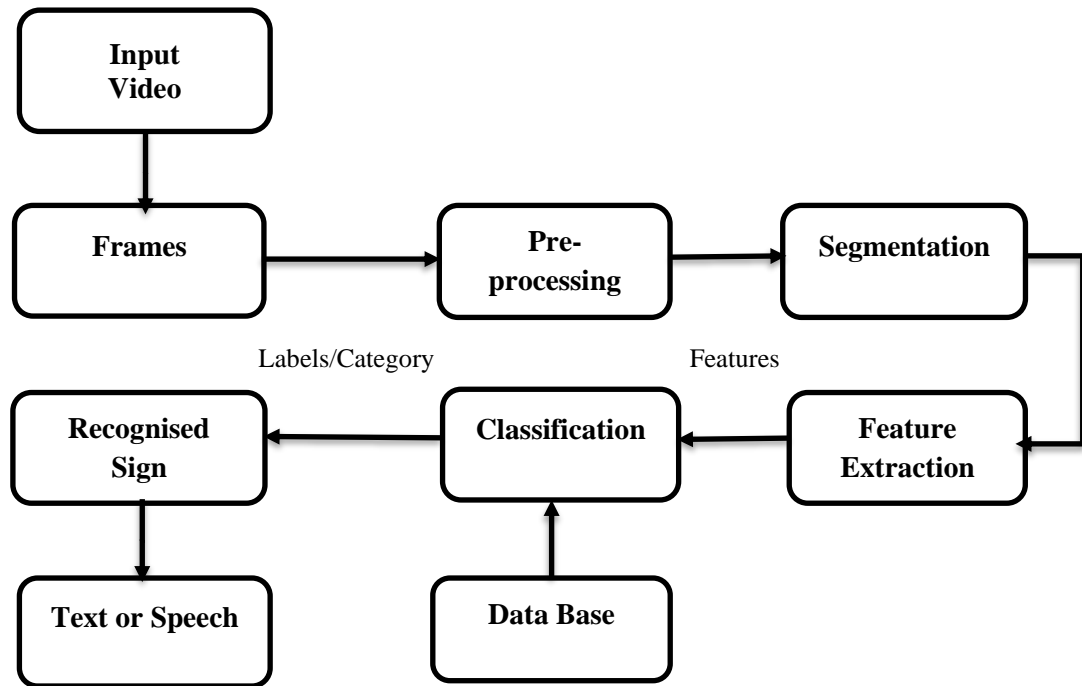 Input
Video
Frames
Pre-
processing
Segmentation
Labels/Category
Features
Recognised
Sign
Classification
Feature
Extraction
Text or Speech
Data Base